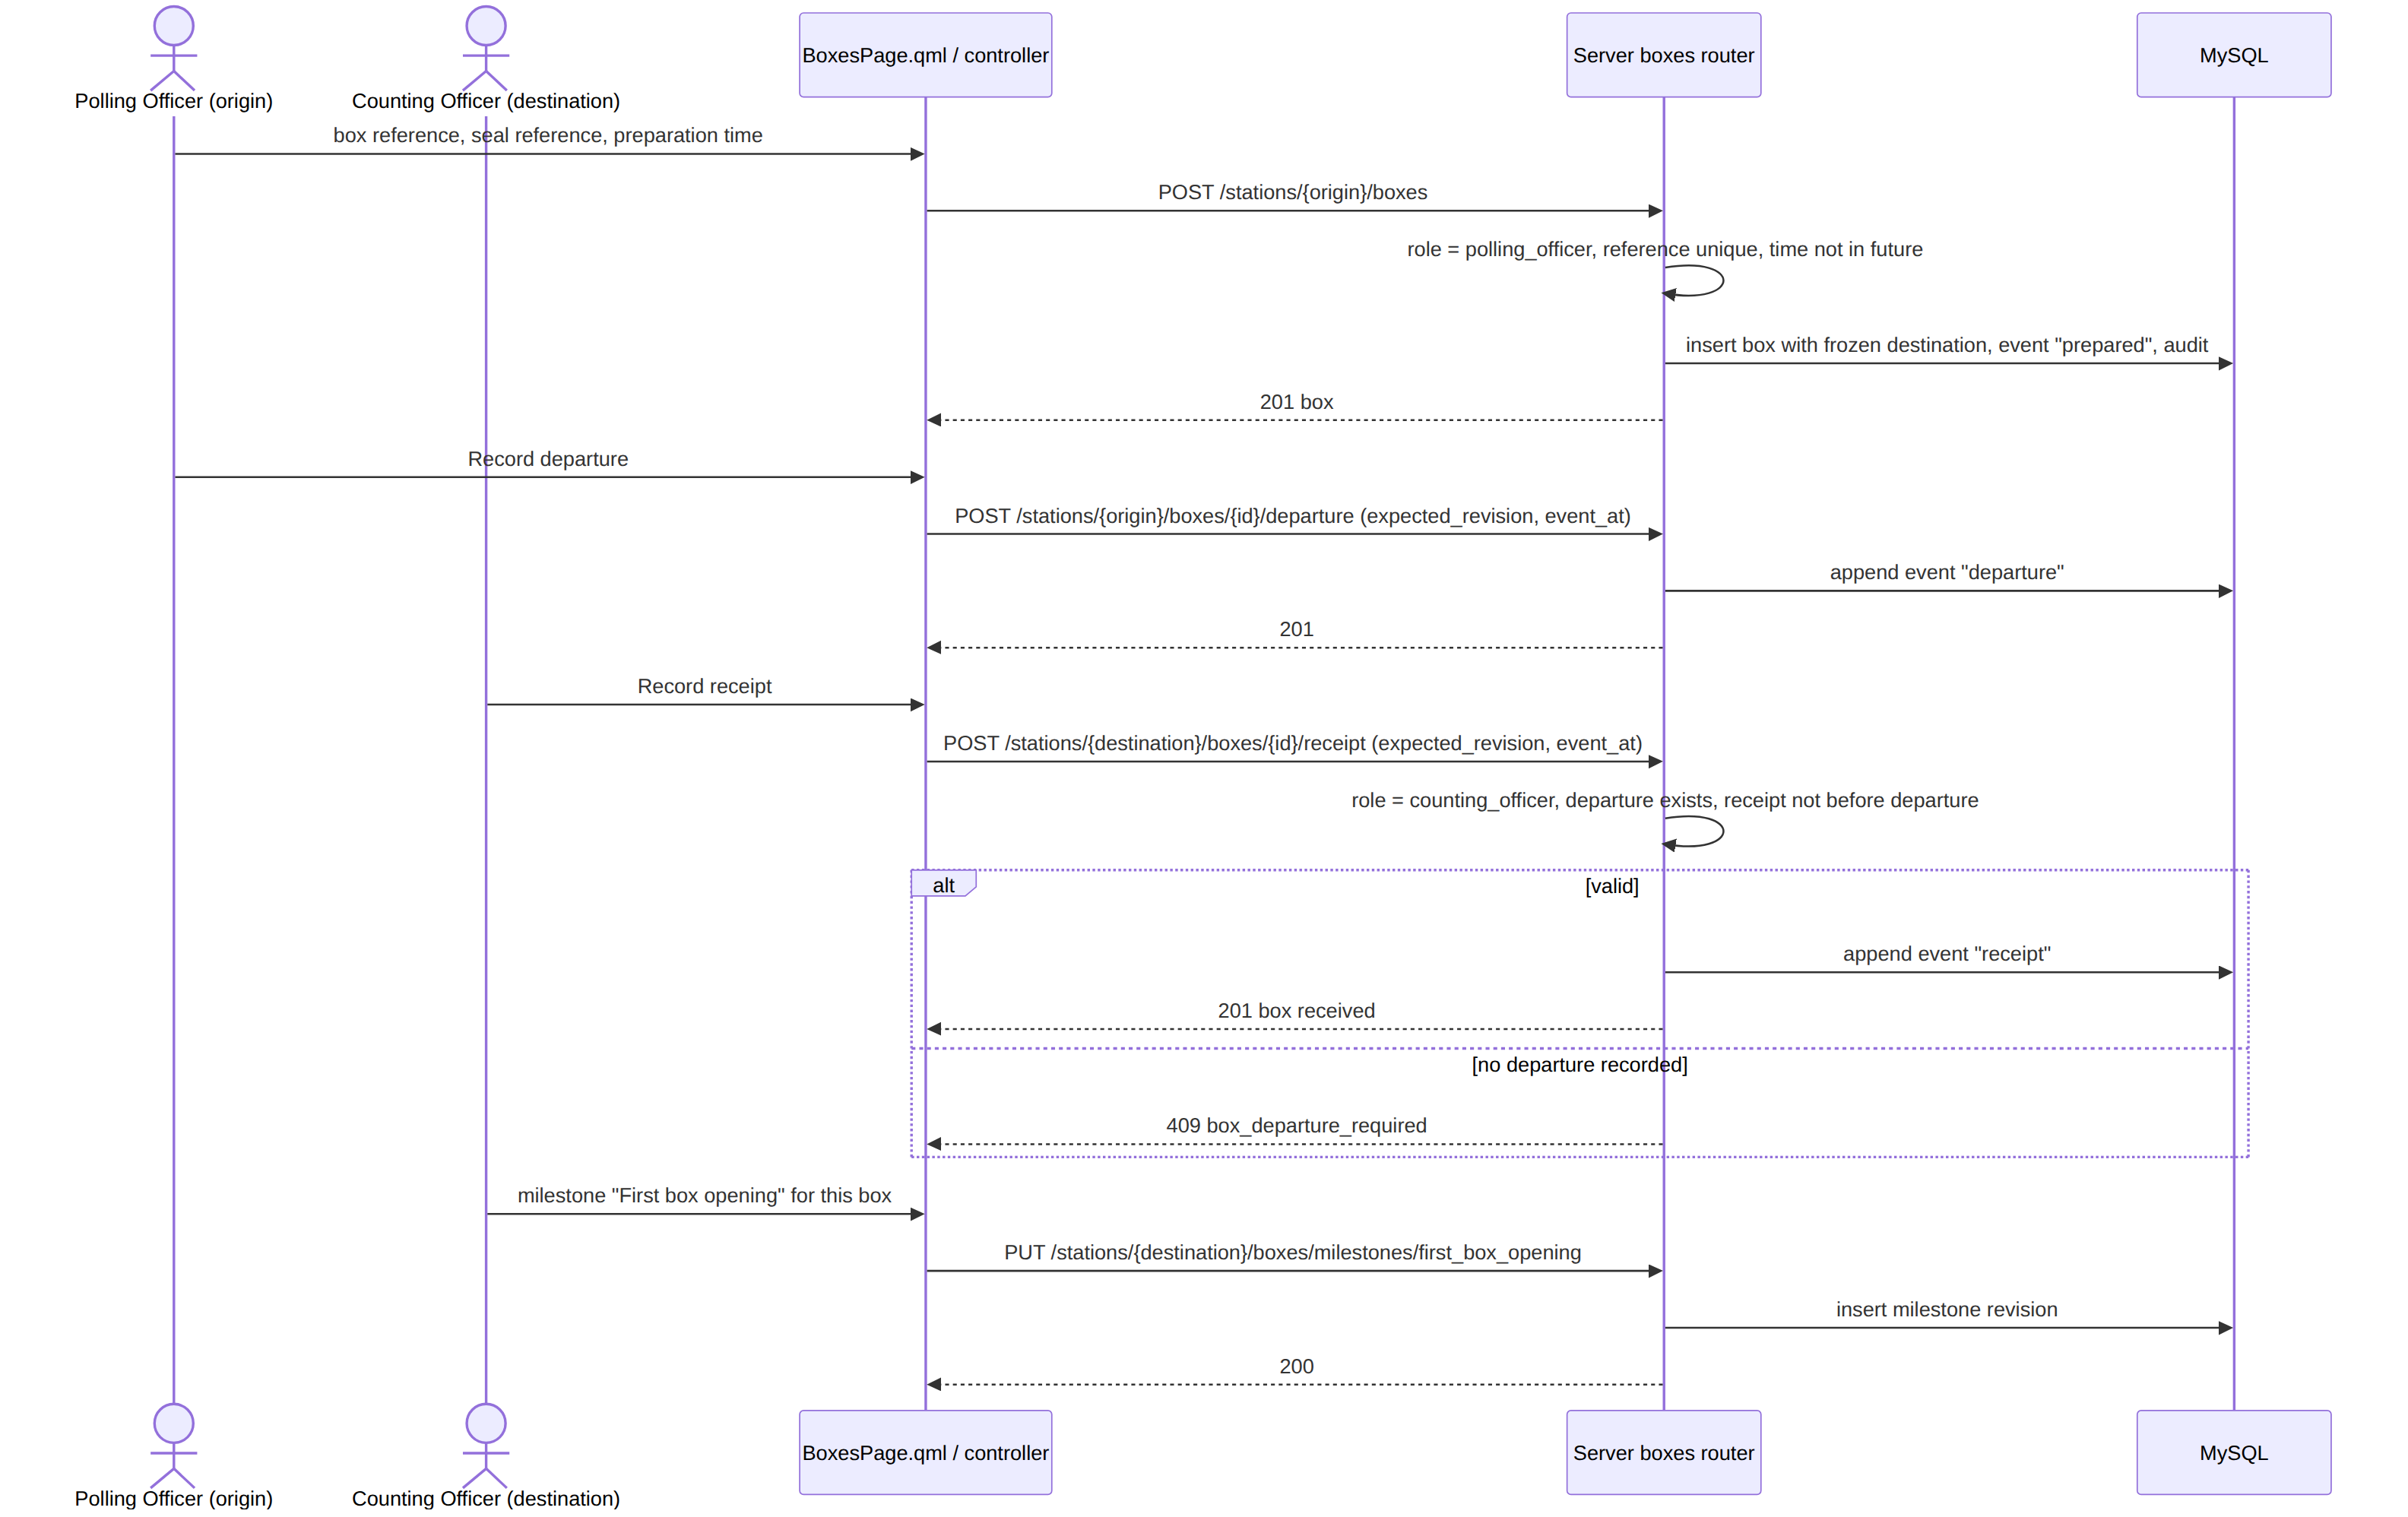 Polling Officer (origin)
Counting Officer (destination)
BoxesPage.qml / controller
Server boxes router
MySQL
box reference, seal reference, preparation time
POST /stations/{origin}/boxes
role = polling_officer, reference unique, time not in future
insert box with frozen destination, event "prepared", audit
201 box
Record departure
POST /stations/{origin}/boxes/{id}/departure (expected_revision, event_at)
append event "departure"
201
Record receipt
POST /stations/{destination}/boxes/{id}/receipt (expected_revision, event_at)
role = counting_officer, departure exists, receipt not before departure
alt
[valid]
append event "receipt"
201 box received
[no departure recorded]
409 box_departure_required
milestone "First box opening" for this box
PUT /stations/{destination}/boxes/milestones/first_box_opening
insert milestone revision
200
Polling Officer (origin)
Counting Officer (destination)
BoxesPage.qml / controller
Server boxes router
MySQL